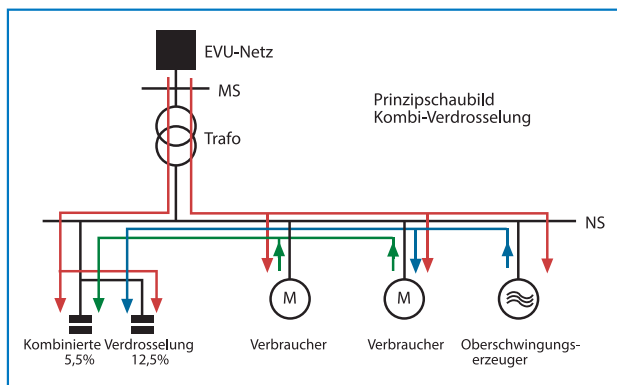 EVU-Netz
MS
Prinzipschaubild
Kombi-Verdrosselung
Trafo
NS
M
M
Kombinierte Verdrosselung
5,5% 12,5%
Verbraucher
Verbraucher
Oberschwingungs-
erzeuger